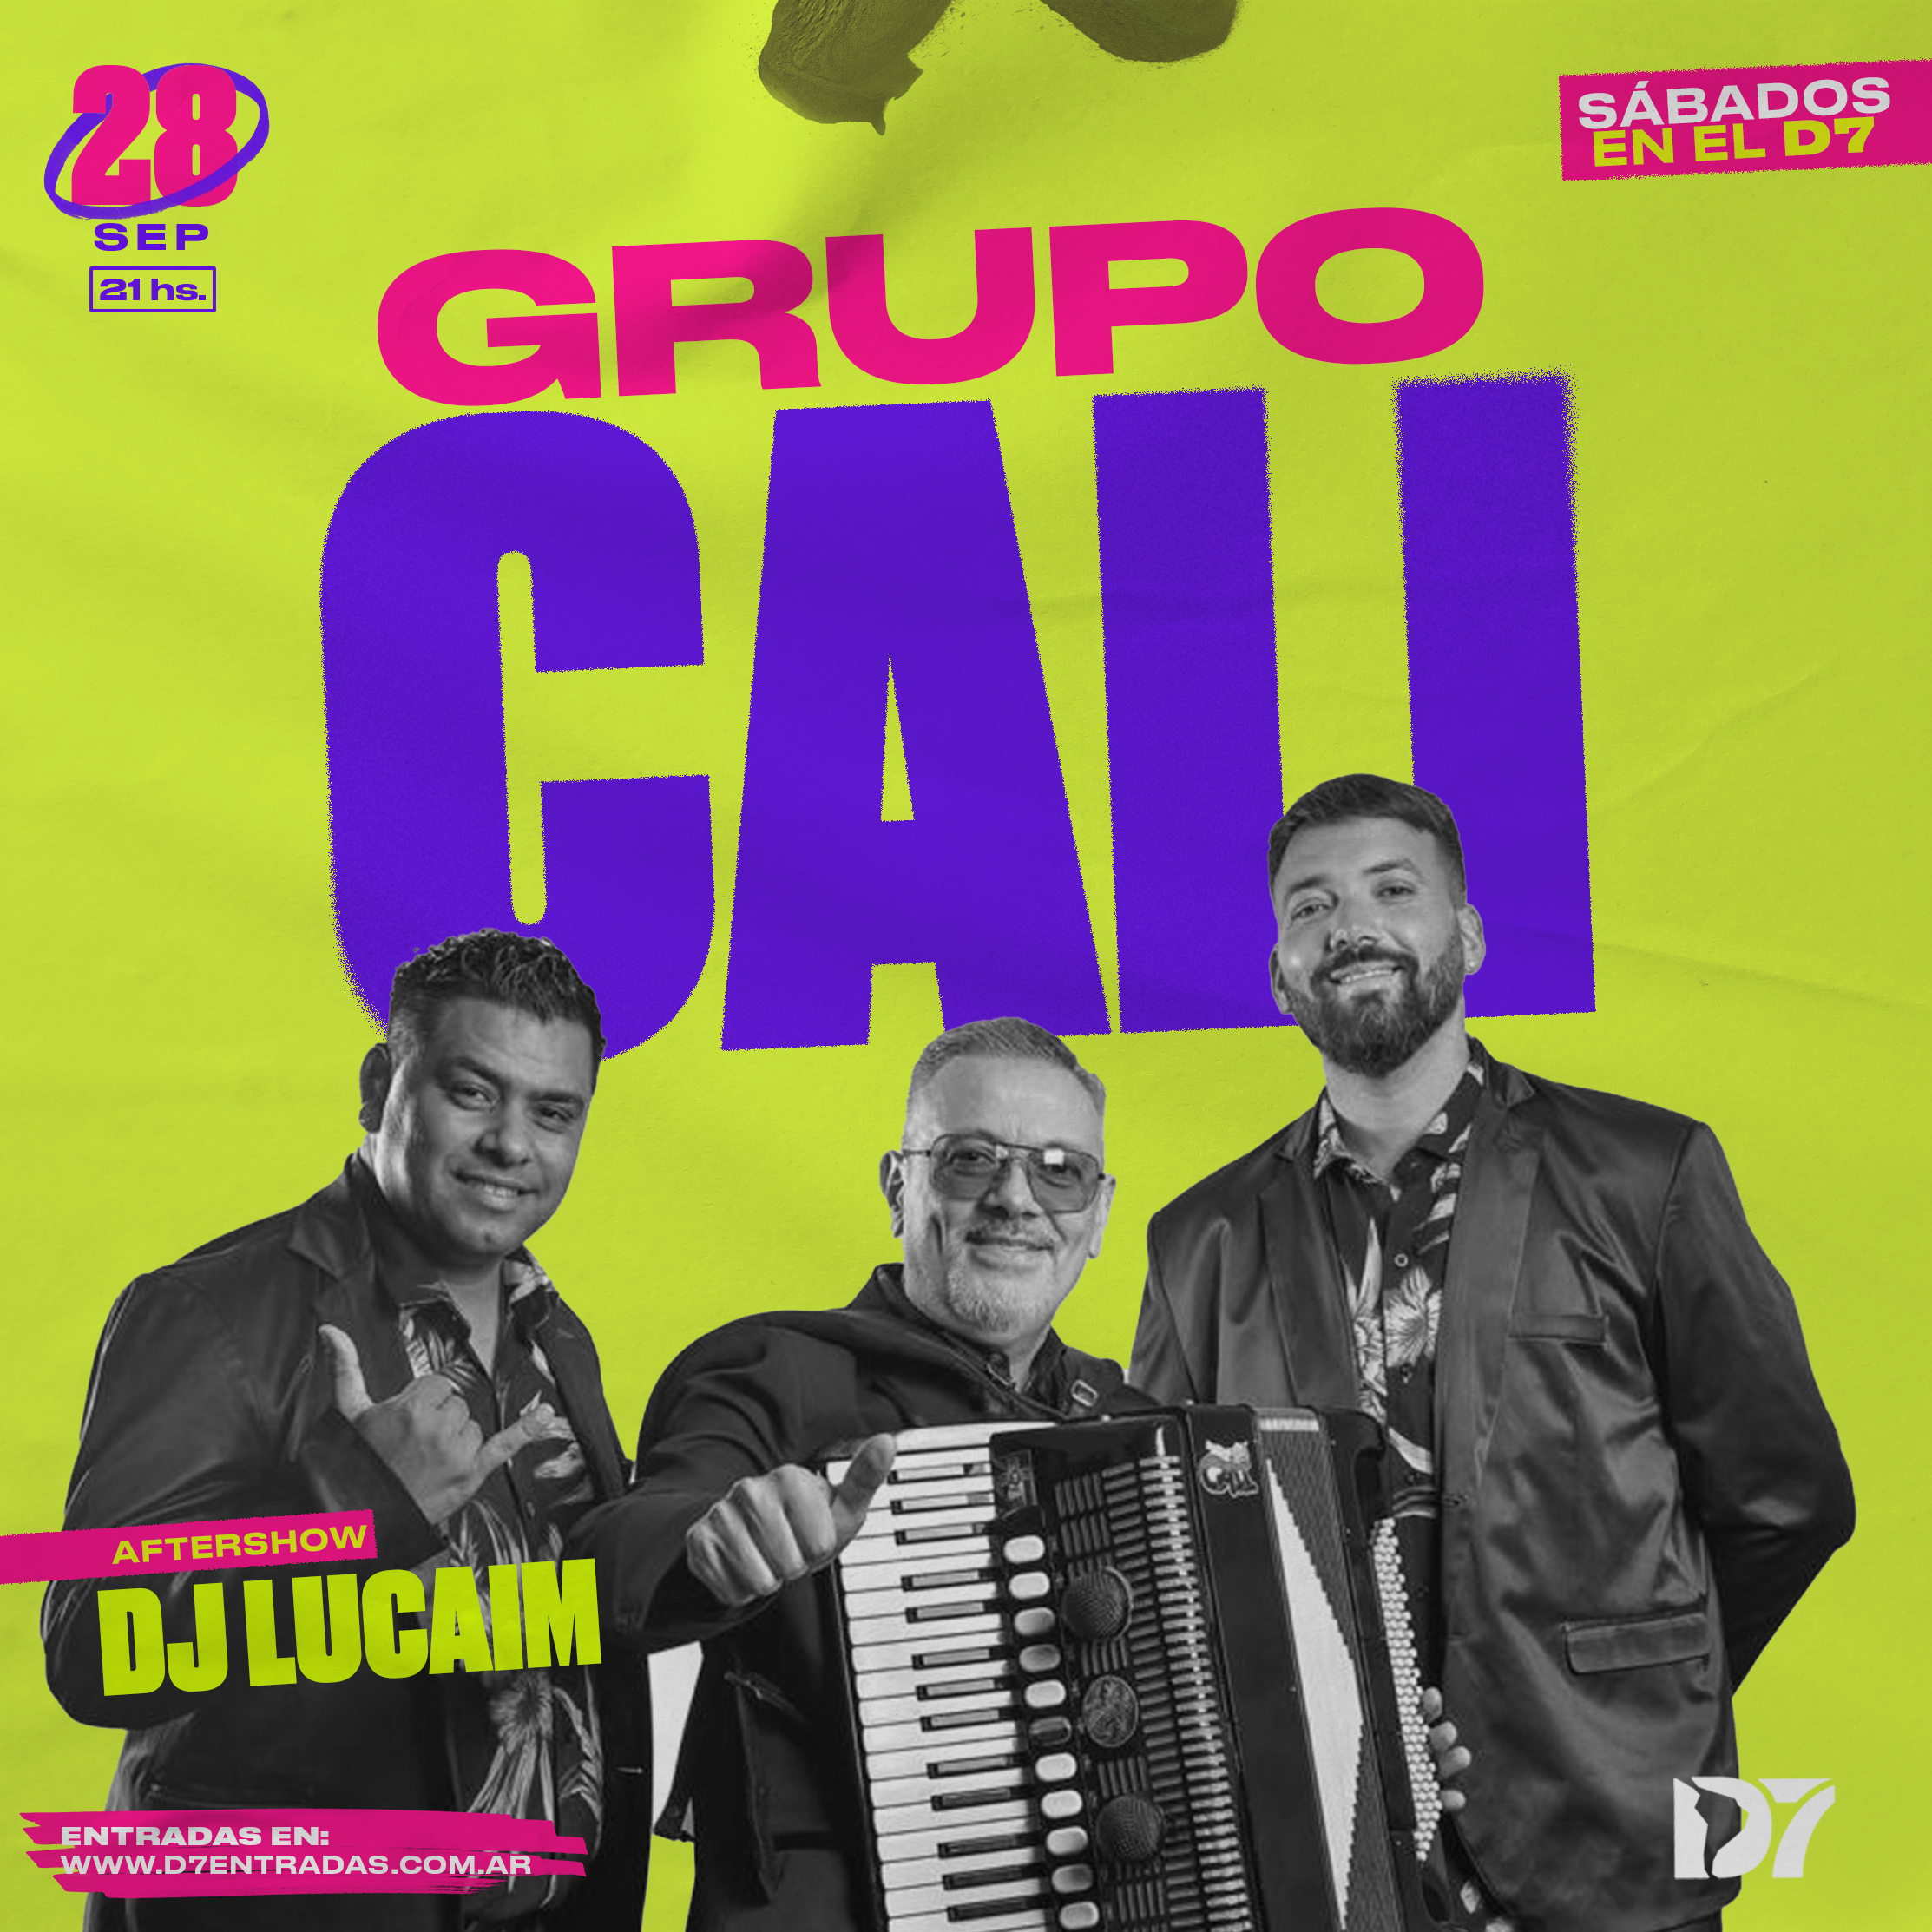 28
SEP
21 hs.
SÁBADOS
EN EL D7
GRUPO
CALI
AFTERSHOW
DJ LUCAIM
ENTRADAS EN:
WWW.D7ENTRADAS.COM.AR
D7